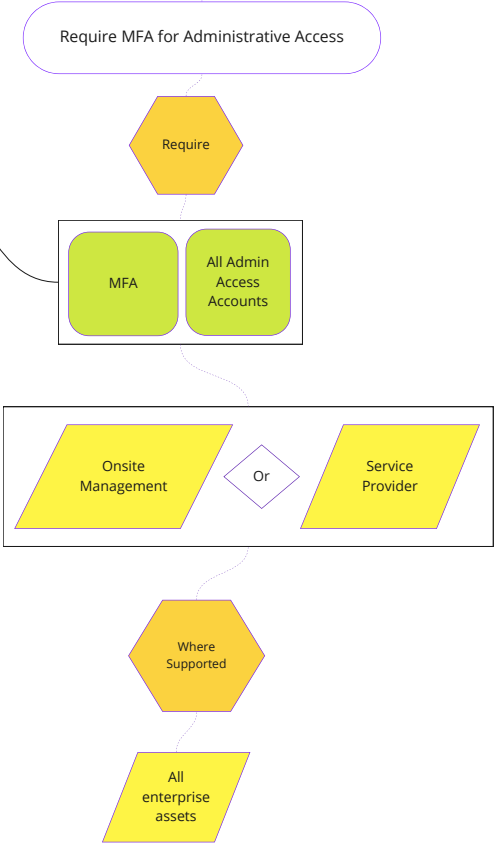 Require MFA for Administrative Access
Require
MFA
All Admin
Access
Accounts
Onsite
Management
Or
Service
Provider
Where
Supported
All
enterprise
assets